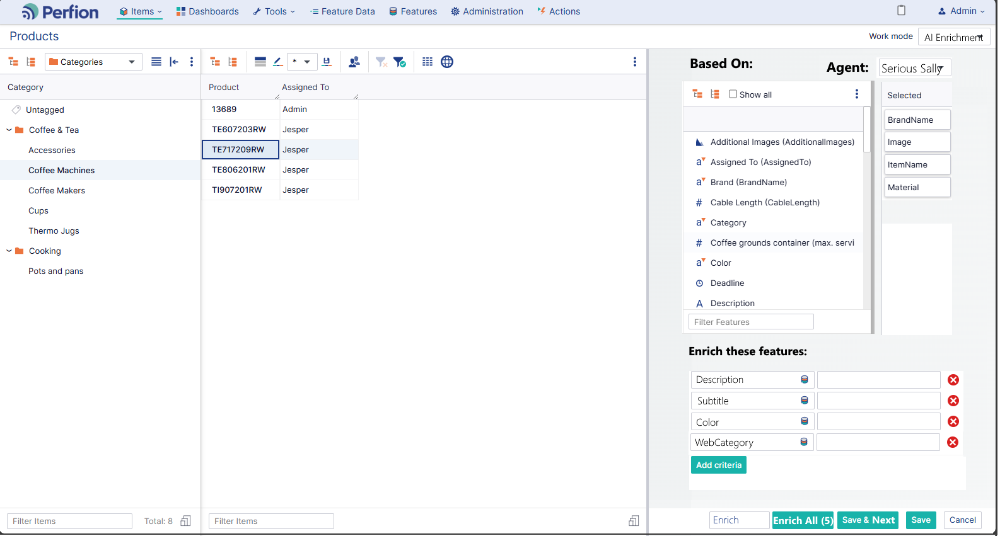 Perfion
Items
Dashboards
Tools
Feature Data
Features
Administration
Actions
Admin
Products
Work mode
AI Enrichment
Categories
*
Category
Untagged
Coffee & Tea
Accessories
Coffee Machines
Coffee Makers
Cups
Thermo Jugs
Cooking
Pots and pans
Filter Items
Total: 8
Product Assigned To
13689 Admin
TE607203RW Jesper
TE717209RW Jesper
TE806201RW Jesper
TI907201RW Jesper
Filter Items
Based On:
Agent: Serious Sally
Show all
Additional Images (AdditionalImages)
Assigned To (AssignedTo)
Brand (BrandName)
Cable Length (CableLength)
Category
Coffee grounds container (max. servi
Color
Deadline
Description
Filter Features
Selected
BrandName
Image
ItemName
Material
Enrich these features:
Description
Subtitle
Color
WebCategory
Add criteria
Enrich
Enrich All (5)
Save & Next
Save
Cancel